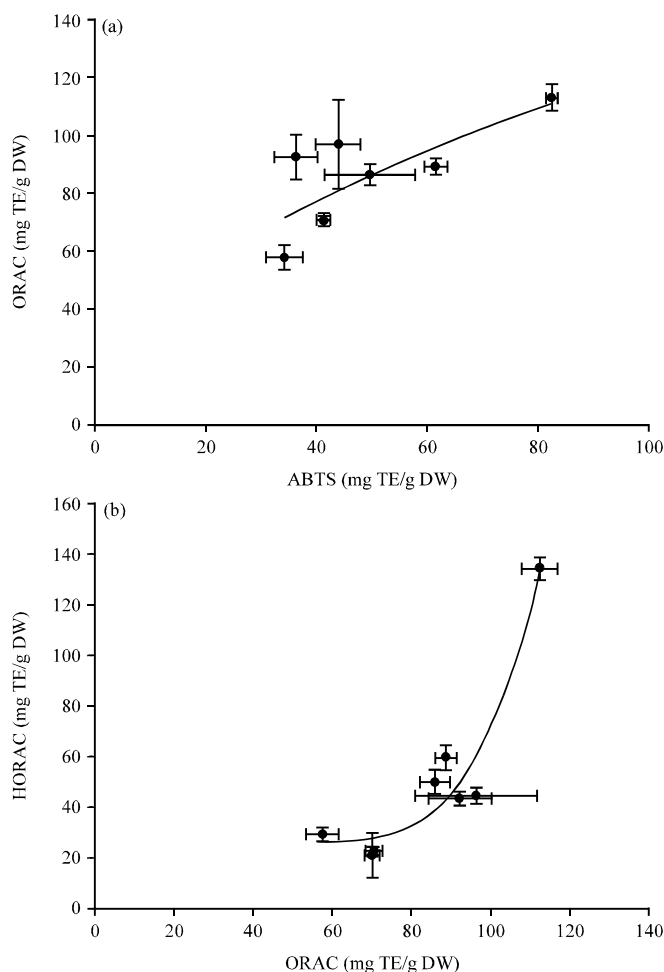 (a)
140
120
100
80
60
40
20
0
ORAC (mg TE/g DW)
0 20 40 60 80 100
ABTS (mg TE/g DW)
(b)
160
140
120
100
80
60
40
20
0
HORAC (mg TE/g DW)
0 20 40 60 80 100 120 140
ORAC (mg TE/g DW)